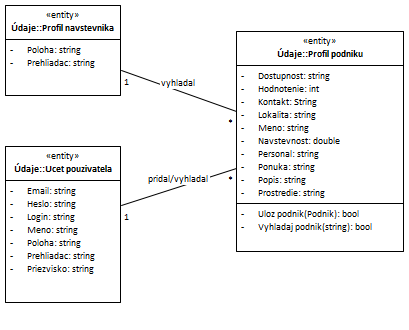 «entity»
Údaje::Profil navstevnika
- Poloha: string
- Prehliadac: string
1
vyhladal
*
«entity»
Údaje::Ucet pouzivatela
- Email: string
- Heslo: string
- Login: string
- Meno: string
- Poloha: string
- Prehliadac: string
- Priezvisko: string
1
pridal/vyhladal
*
«entity»
Údaje::Profil podniku
- Dostupnost: string
- Hodnotenie: int
- Kontakt: String
- Lokalita: string
- Meno: string
- Navstevnost: double
- Personal: string
- Ponuka: string
- Popis: string
- Prostredie: string
- Uloz podnik(Podnik): bool
- Vyhladaj podnik(string): bool